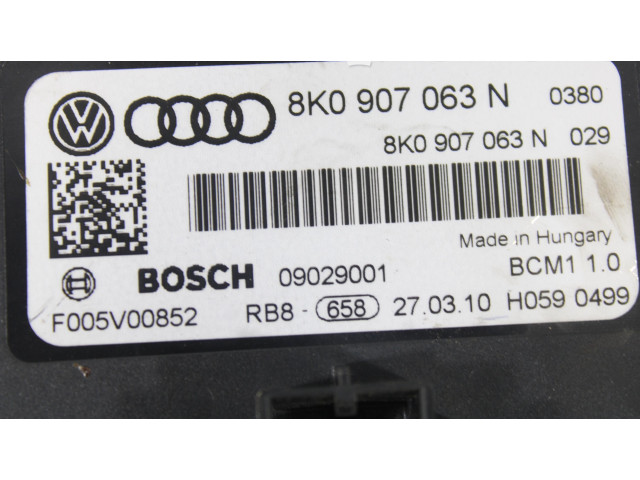 8K0 907 063 N 0380
8K0 907 063 N 029
Made in Hungary
BOSCH 09029001 BCM1 1.0
F005V00852 RB8 - 658 27.03.10 H059 0499